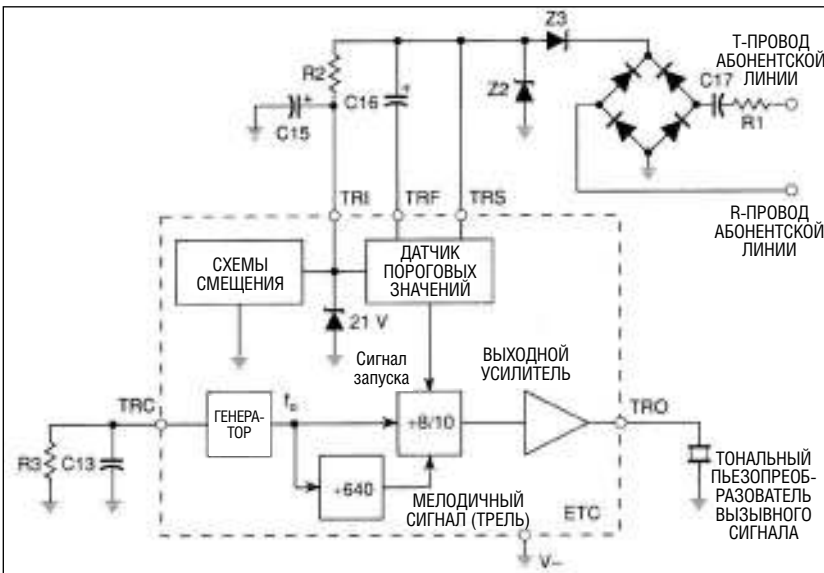 Z3
Т-ПРОВОД
АБОНЕНТСКОЙ
ЛИНИИ
R2
C16
+
Z2
C17
R1
+
C15
TRI
TRF
TRS
R-ПРОВОД
АБОНЕНТСКОЙ
ЛИНИИ
СХЕМЫ
СМЕЩЕНИЯ
ДАТЧИК
ПОРОГОВЫХ
ЗНАЧЕНИЙ
21 V
Сигнал
запуска
ВЫХОДНОЙ
УСИЛИТЕЛЬ
TRC
ГЕНЕРА-
ТОР
fo
÷8/10
TRO
R3
C13
÷640
МЕЛОДИЧНЫЙ
СИГНАЛ (ТРЕЛЬ)
ETC
V–
ТОНАЛЬНЫЙ
ПЬЕЗОПРЕОБ-
РАЗОВАТЕЛЬ
ВЫЗЫВНОГО
СИГНАЛА